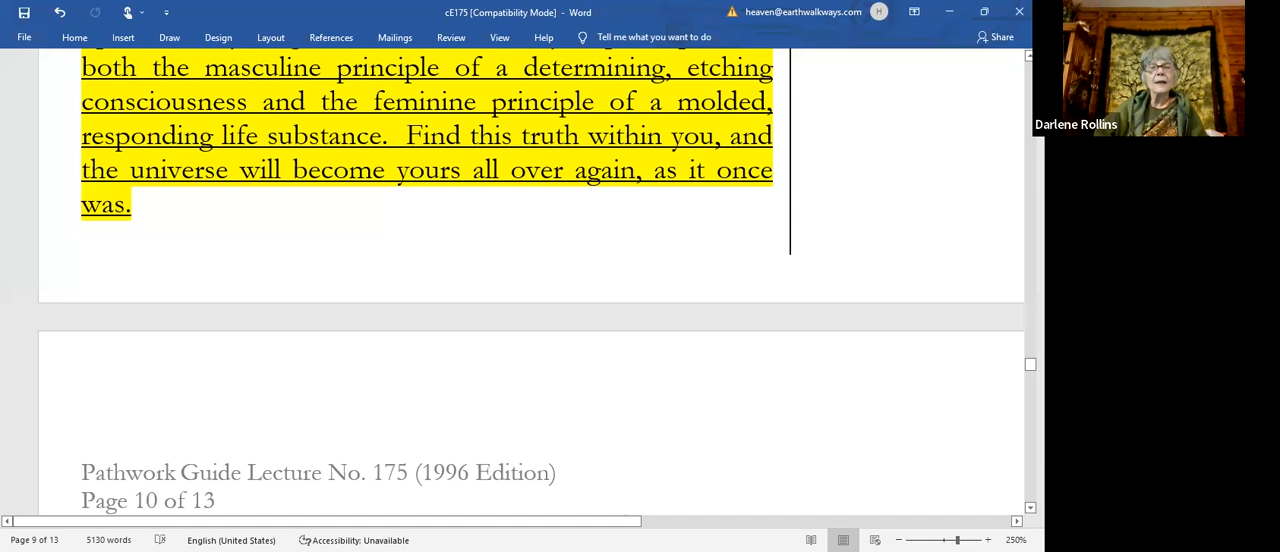 cE175 [Compatibility Mode] - Word
heaven@earthwalkways.com
H
File Home Insert Draw Design Layout References Mailings Review View Help Tell me what you want to do Share
both the masculine principle of a determining, etching
consciousness and the feminine principle of a molded,
responding life substance. Find this truth within you, and
the universe will become yours all over again, as it once
was.
Pathwork Guide Lecture No. 175 (1996 Edition)
Page 10 of 13
Page 9 of 13 5130 words English (United States) Accessibility: Unavailable 250%
Darlene Rollins